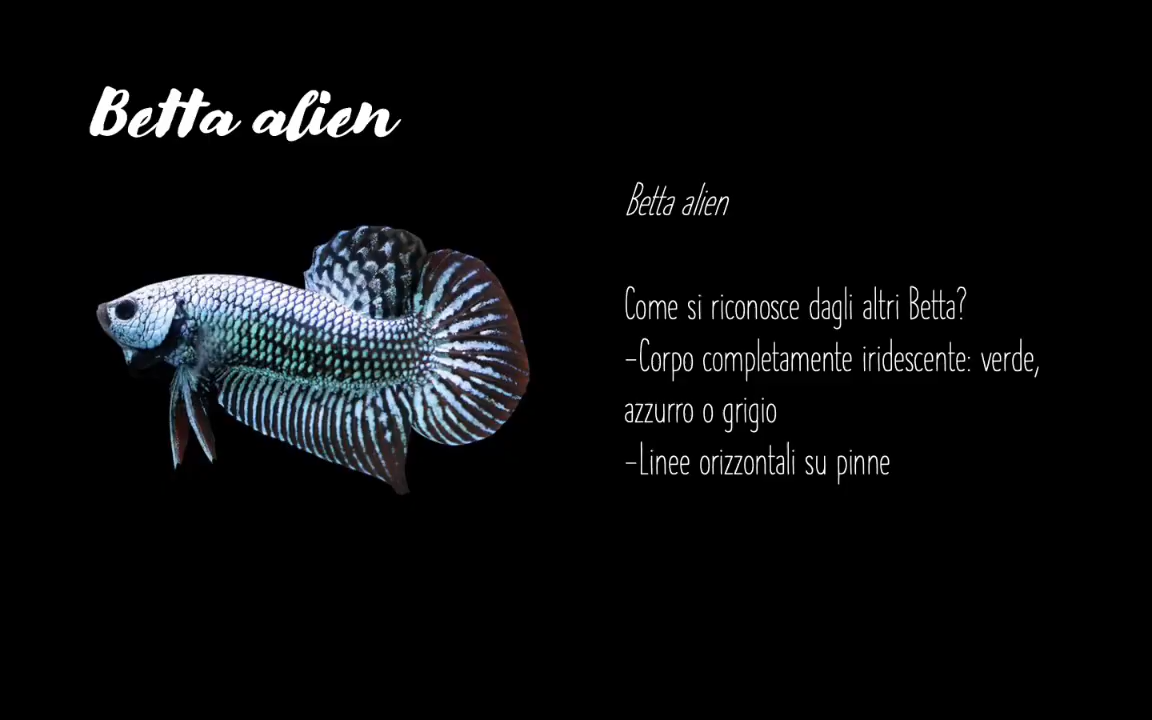 Betta alien
Betta alien
Come si riconosce dagli altri Betta?
-Corpo completamente iridescente: verde,
azzurro o grigio
-Linee orizzontali su pinne